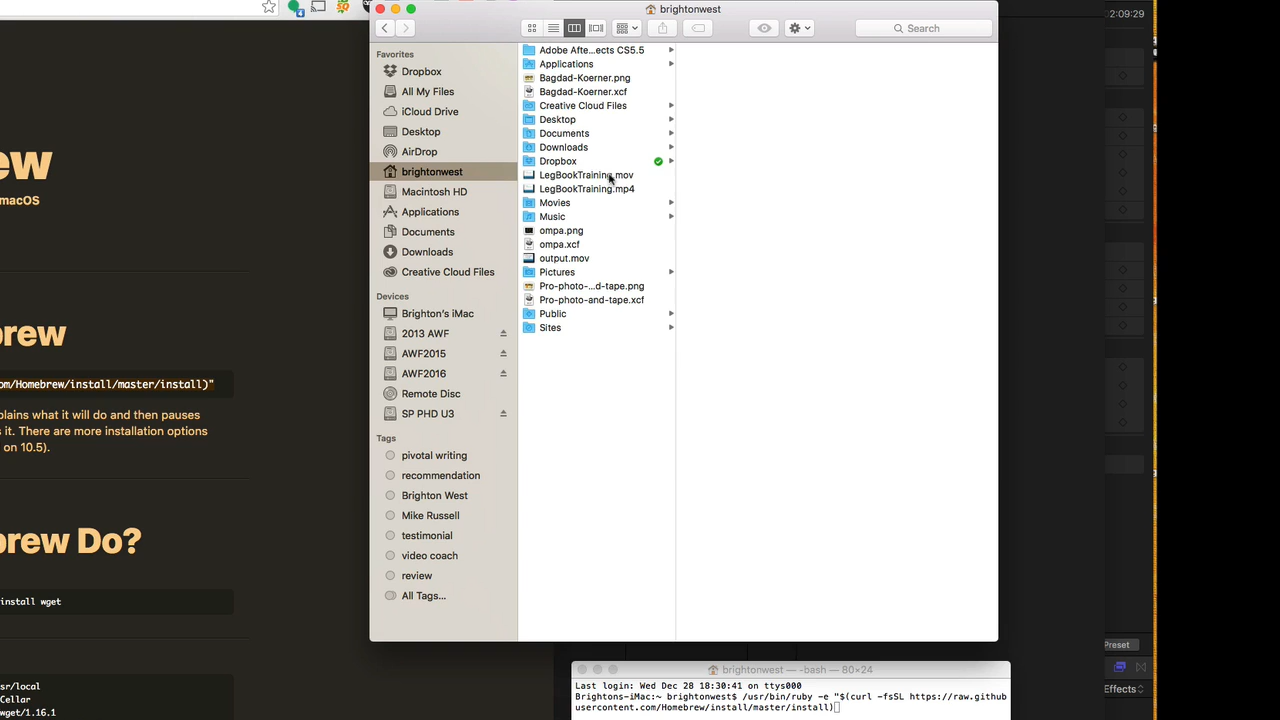 brightonwest
2:09:29
Search
Favorites
Dropbox
All My Files
iCloud Drive
Desktop
AirDrop
brightonwest
Macintosh HD
Applications
Documents
Downloads
Creative Cloud Files
Devices
Brighton's iMac
2013 AWF
AWF2015
AWF2016
Remote Disc
SP PHD U3
Tags
pivotal writing
recommendation
Brighton West
Mike Russell
testimonial
video coach
review
All Tags...
Adobe Afte...ects CS5.5
Applications
Bagdad-Koerner.png
Bagdad-Koerner.xcf
Creative Cloud Files
Desktop
Documents
Downloads
Dropbox
LegBookTraining.mov
LegBookTraining.mp4
Movies
Music
ompa.png
ompa.xcf
output.mov
Pictures
Pro-photo-...d-tape.png
Pro-photo-and-tape.xcf
Public
Sites
ew
macOS
brew
om/Homebrew/install/master/install)"
plains what it will do and then pauses
s it. There are more installation options
on 10.5).
brew Do?
install wget
sr/local
Cellar
wget/1.16.1
Preset
Effects
brightonwest — -bash — 80×24
Last login: Wed Dec 28 18:30:41 on ttys000
Brightons-iMac:~ brightonwest$ /usr/bin/ruby -e "$(curl -fsSL https://raw.github
usercontent.com/Homebrew/install/master/install)